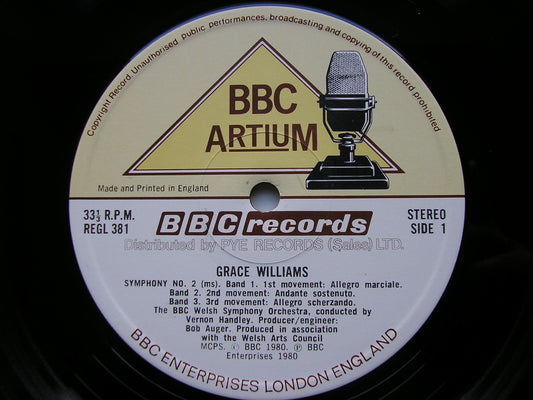 Copyright Record. Unauthorised public performances, broadcasting and copying of this record prohibited
BBC
ARTIUM
Made and Printed in England
33⅓ R.P.M.
REGL 381
BBC records
STEREO
SIDE 1
Distributed by PYE RECORDS (Sales) LTD.
GRACE WILLIAMS
SYMPHONY NO. 2 (ms). Band 1. 1st movement: Allegro marciale.
Band 2. 2nd movement: Andante sostenuto.
Band 3. 3rd movement: Allegro scherzando.
The BBC Welsh Symphony Orchestra, conducted by
Vernon Handley. Producer/engineer:
Bob Auger. Produced in association
with the Welsh Arts Council
MCPS. © BBC 1980. ℗ BBC
Enterprises 1980
BBC ENTERPRISES LONDON ENGLAND